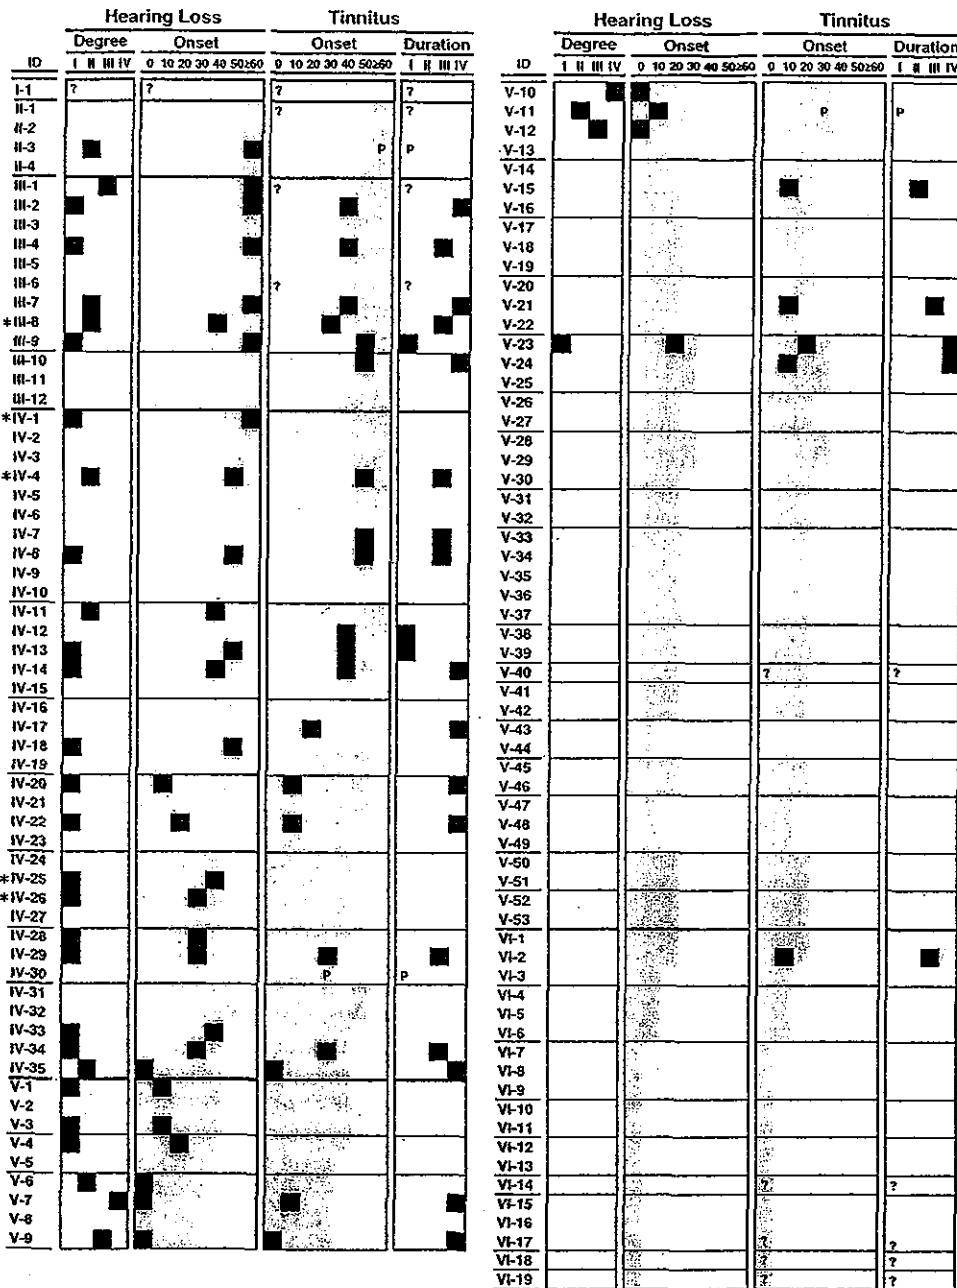 Hearing Loss Tinnitus
Degree Onset Onset Duration
ID I II III IV 0 10 20 30 40 50 ≥60 0 10 20 30 40 50 ≥60 I II III IV
I-1 ? ? ? ?
II-1 ? ?
II-2
II-3 P P
II-4
III-1 ? ?
III-2
III-3
III-4
III-5
III-6 ? ?
III-7
*III-8
III-9
III-10
III-11
III-12
*IV-1
IV-2
IV-3
*IV-4
IV-5
IV-6
IV-7
IV-8
IV-9
IV-10
IV-11
IV-12
IV-13
IV-14
IV-15
IV-16
IV-17
IV-18
IV-19
IV-20
IV-21
IV-22
IV-23
IV-24
*IV-25
*IV-26
IV-27
IV-28
IV-29
IV-30 P P
IV-31
IV-32
IV-33
IV-34
IV-35
V-1
V-2
V-3
V-4
V-5
V-6
V-7
V-8
V-9
Hearing Loss Tinnitus
Degree Onset Onset Duration
ID I II III IV 0 10 20 30 40 50 ≥60 0 10 20 30 40 50 ≥60 I II III IV
V-10
V-11 P P
V-12
V-13
V-14
V-15
V-16
V-17
V-18
V-19
V-20
V-21
V-22
V-23
V-24
V-25
V-26
V-27
V-28
V-29
V-30
V-31
V-32
V-33
V-34
V-35
V-36
V-37
V-38
V-39
V-40 ? ?
V-41
V-42
V-43
V-44
V-45
V-46
V-47
V-48
V-49
V-50
V-51
V-52
V-53
VI-1
VI-2
VI-3
VI-4
VI-5
VI-6
VI-7
VI-8
VI-9
VI-10
VI-11
VI-12
VI-13
VI-14 ? ?
VI-15
VI-16
VI-17 ? ?
VI-18 ? ?
VI-19 ? ?